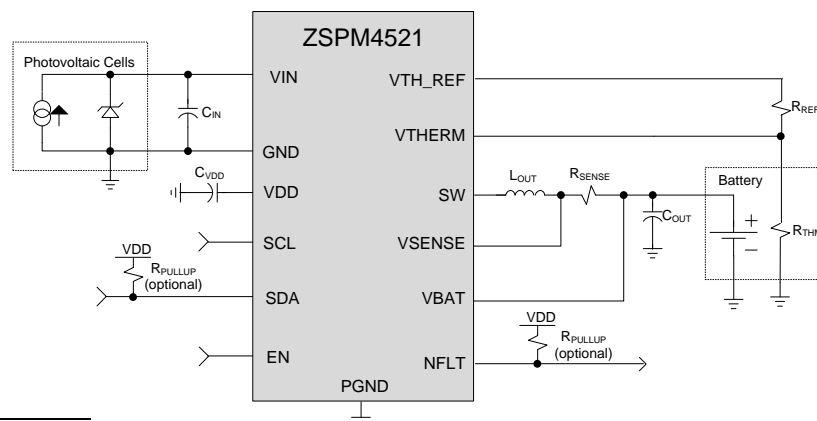 ZSPM4521
Photovoltaic Cells
CIN
VIN
GND
CVDD
VDD
SCL
VDD
RPULLUP
(optional)
SDA
EN
PGND
VTH_REF
VTHERM
SW
VSENSE
VBAT
NFLT
LOUT
RSENSE
COUT
RREF
Battery
+
–
RTHM
VDD
RPULLUP
(optional)